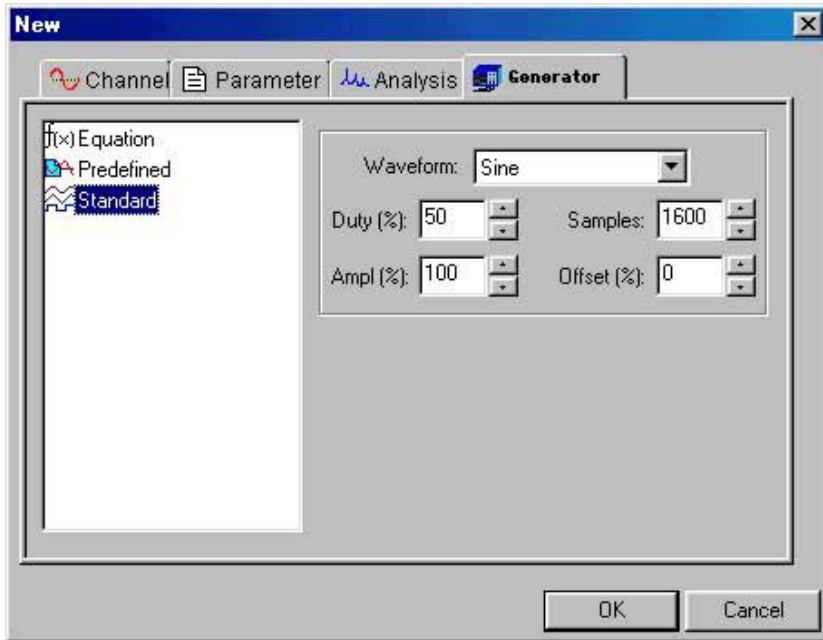 New
Channel Parameter Analysis Generator
f(x) Equation
Predefined
Standard
Waveform: Sine
Duty (%): 50 Samples: 1600
Ampl (%): 100 Offset (%): 0
OK Cancel